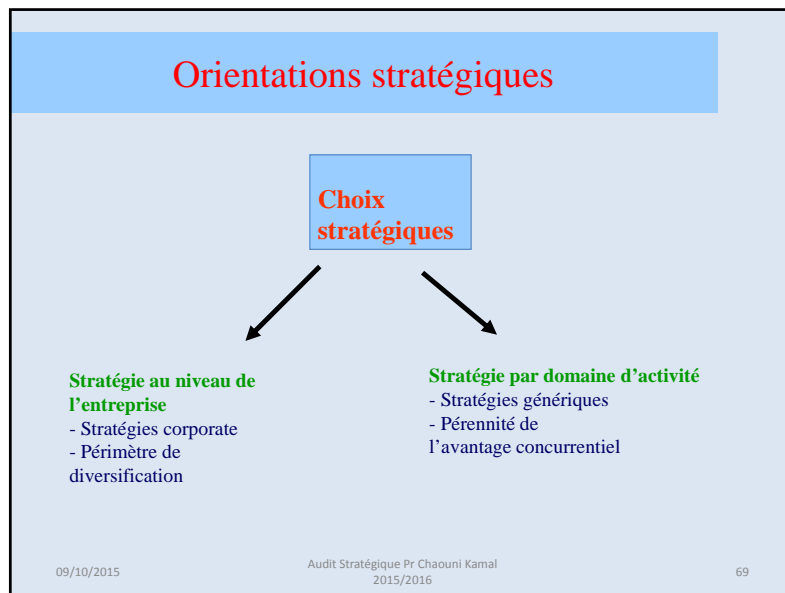 Orientations stratégiques
Choix
stratégiques
Stratégie au niveau de
l’entreprise
- Stratégies corporate
- Périmètre de
diversification
Stratégie par domaine d’activité
- Stratégies génériques
- Pérennité de
l’avantage concurrentiel
09/10/2015
Audit Stratégique Pr Chaouni Kamal
2015/2016
69